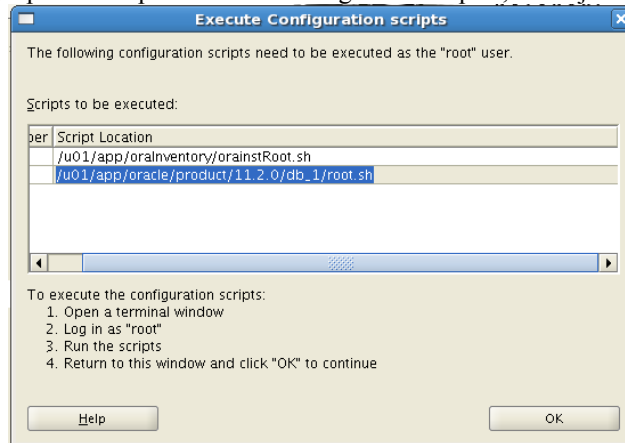 Execute Configuration scripts
The following configuration scripts need to be executed as the "root" user.
Scripts to be executed:
ber Script Location
/u01/app/oraInventory/orainstRoot.sh
/u01/app/oracle/product/11.2.0/db_1/root.sh
To execute the configuration scripts:
1. Open a terminal window
2. Log in as "root"
3. Run the scripts
4. Return to this window and click "OK" to continue
Help OK